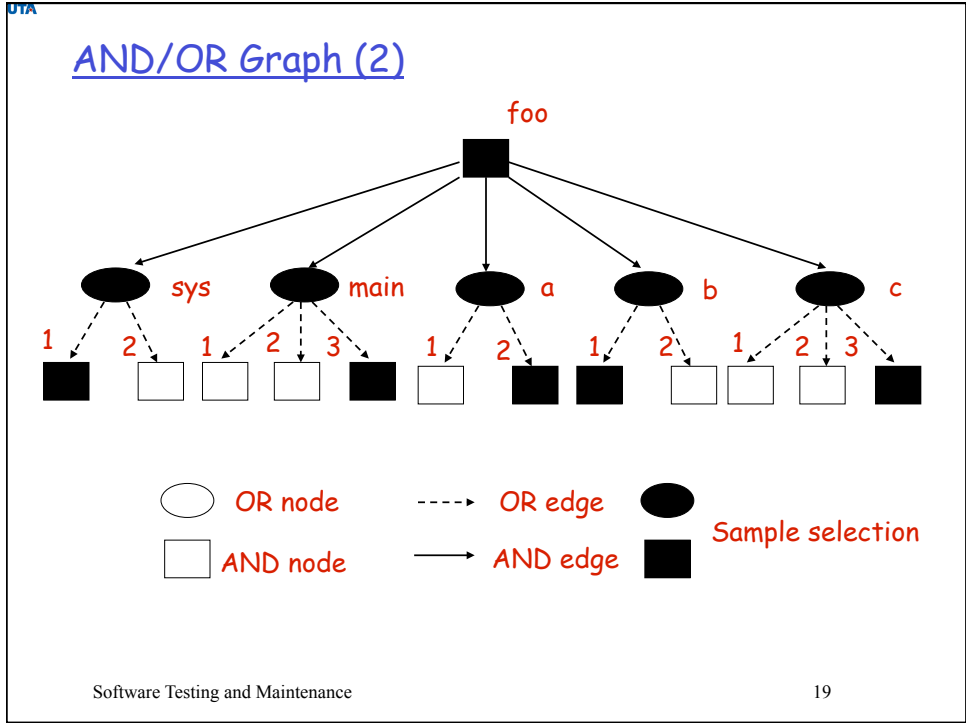 UTA
AND/OR Graph (2)
foo
sys main a b c
1 2 1 2 3 1 2 1 2 1 2 3
OR node OR edge
Sample selection
AND node AND edge
Software Testing and Maintenance 19